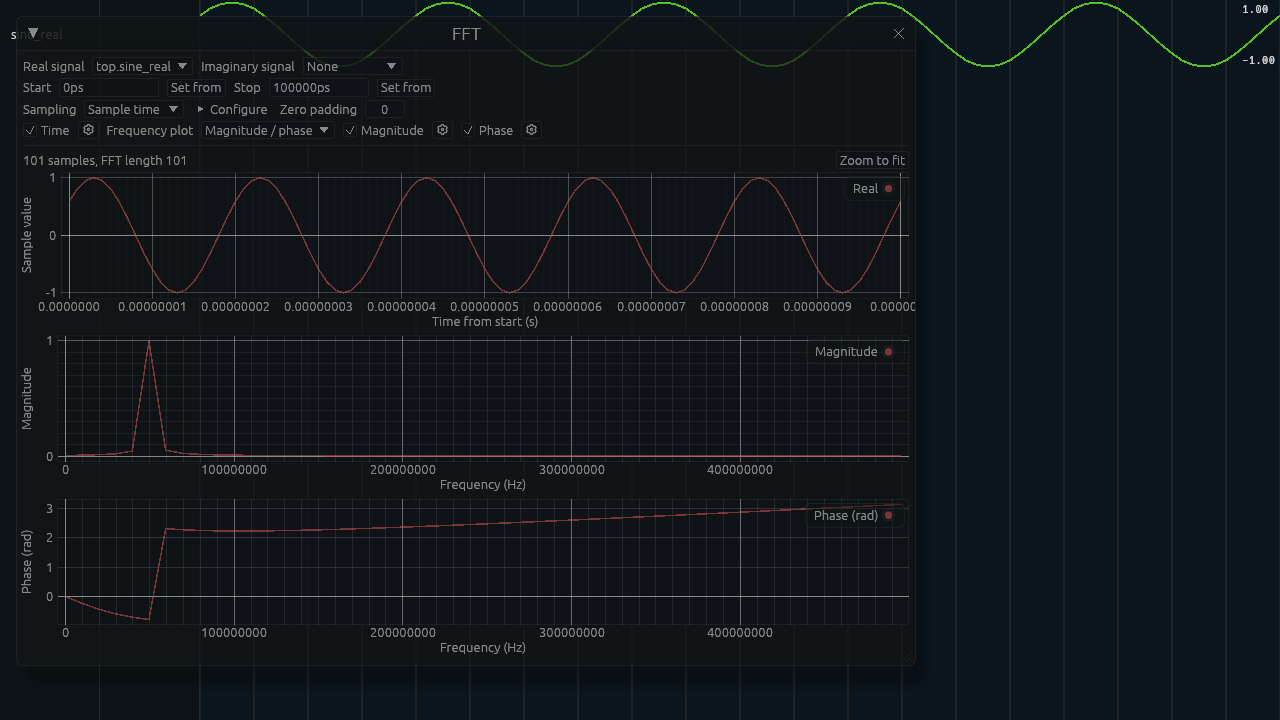 1.00
sine_real
FFT
-1.00
Real signal top.sine_real Imaginary signal None
Start 0ps Set from Stop 100000ps Set from
Sampling Sample time Configure Zero padding 0
Time Frequency plot Magnitude / phase Magnitude Phase
101 samples, FFT length 101 Zoom to fit
1
Real
Sample value
0
-1
0.00000000 0.00000001 0.00000002 0.00000003 0.00000004 0.00000005 0.00000006 0.00000007 0.00000008 0.00000009 0.0000
Time from start (s)
1
Magnitude
Magnitude
0
0 100000000 200000000 300000000 400000000
Frequency (Hz)
3
Phase (rad)
2
Phase (rad)
1
0
0 100000000 200000000 300000000 400000000
Frequency (Hz)